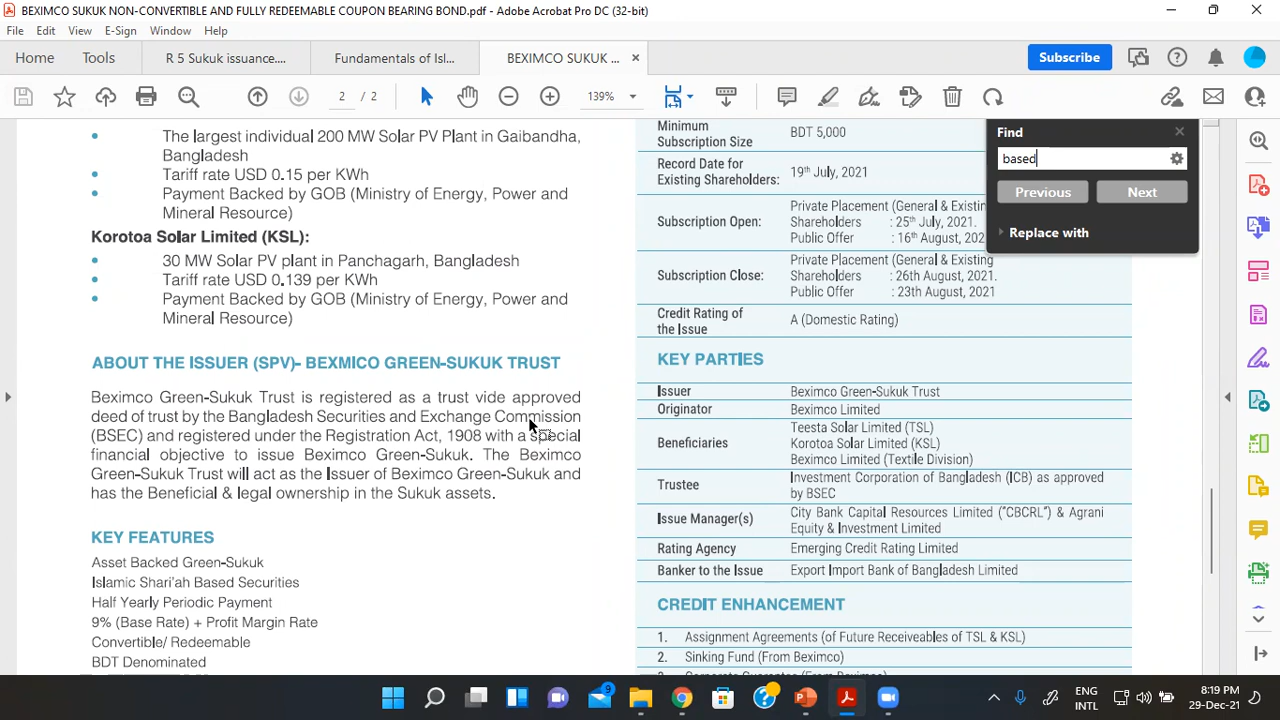 BEXIMCO SUKUK NON-CONVERTIBLE AND FULLY REDEEMABLE COUPON BEARING BOND.pdf - Adobe Acrobat Pro DC (32-bit)
File Edit View E-Sign Window Help
Home Tools R 5 Sukuk issuance.... Fundamentals of iSl... BEXIMCO SUKUK ... ×
Subscribe
2 / 2
139%
• The largest individual 200 MW Solar PV Plant in Gaibandha,
Bangladesh
• Tariff rate USD 0.15 per KWh
• Payment Backed by GOB (Ministry of Energy, Power and
Mineral Resource)
Korotoa Solar Limited (KSL):
• 30 MW Solar PV plant in Panchagarh, Bangladesh
• Tariff rate USD 0.139 per KWh
• Payment Backed by GOB (Ministry of Energy, Power and
Mineral Resource)
ABOUT THE ISSUER (SPV)- BEXMICO GREEN-SUKUK TRUST
Beximco Green-Sukuk Trust is registered as a trust vide approved
deed of trust by the Bangladesh Securities and Exchange Commission
(BSEC) and registered under the Registration Act, 1908 with a special
financial objective to issue Beximco Green-Sukuk. The Beximco
Green-Sukuk Trust will act as the Issuer of Beximco Green-Sukuk and
has the Beneficial & legal ownership in the Sukuk assets.
KEY FEATURES
Asset Backed Green-Sukuk
Islamic Shari'ah Based Securities
Half Yearly Periodic Payment
9% (Base Rate) + Profit Margin Rate
Convertible/ Redeemable
BDT Denominated
Minimum
Subscription Size BDT 5,000
Record Date for
Existing Shareholders: 19th July, 2021
Private Placement (General & Existing
Subscription Open: Shareholders : 25th July, 2021.
Public Offer : 16th August, 202
Private Placement (General & Existing
Subscription Close: Shareholders : 26th August, 2021.
Public Offer : 23th August, 2021
Credit Rating of
the Issue A (Domestic Rating)
KEY PARTIES
Issuer Beximco Green-Sukuk Trust
Originator Beximco Limited
Teesta Solar Limited (TSL)
Beneficiaries Korotoa Solar Limited (KSL)
Beximco Limited (Textile Division)
Trustee Investment Corporation of Bangladesh (ICB) as approved
by BSEC
Issue Manager(s) City Bank Capital Resources Limited ("CBCRL") & Agrani
Equity & Investment Limited
Rating Agency Emerging Credit Rating Limited
Banker to the Issue Export Import Bank of Bangladesh Limited
CREDIT ENHANCEMENT
1. Assignment Agreements (of Future Receiveables of TSL & KSL)
2. Sinking Fund (From Beximco)
3. Corporate Guarantee (From Beximco)
Find ×
based
Previous Next
Replace with
9
ENG
INTL
8:19 PM
29-Dec-21